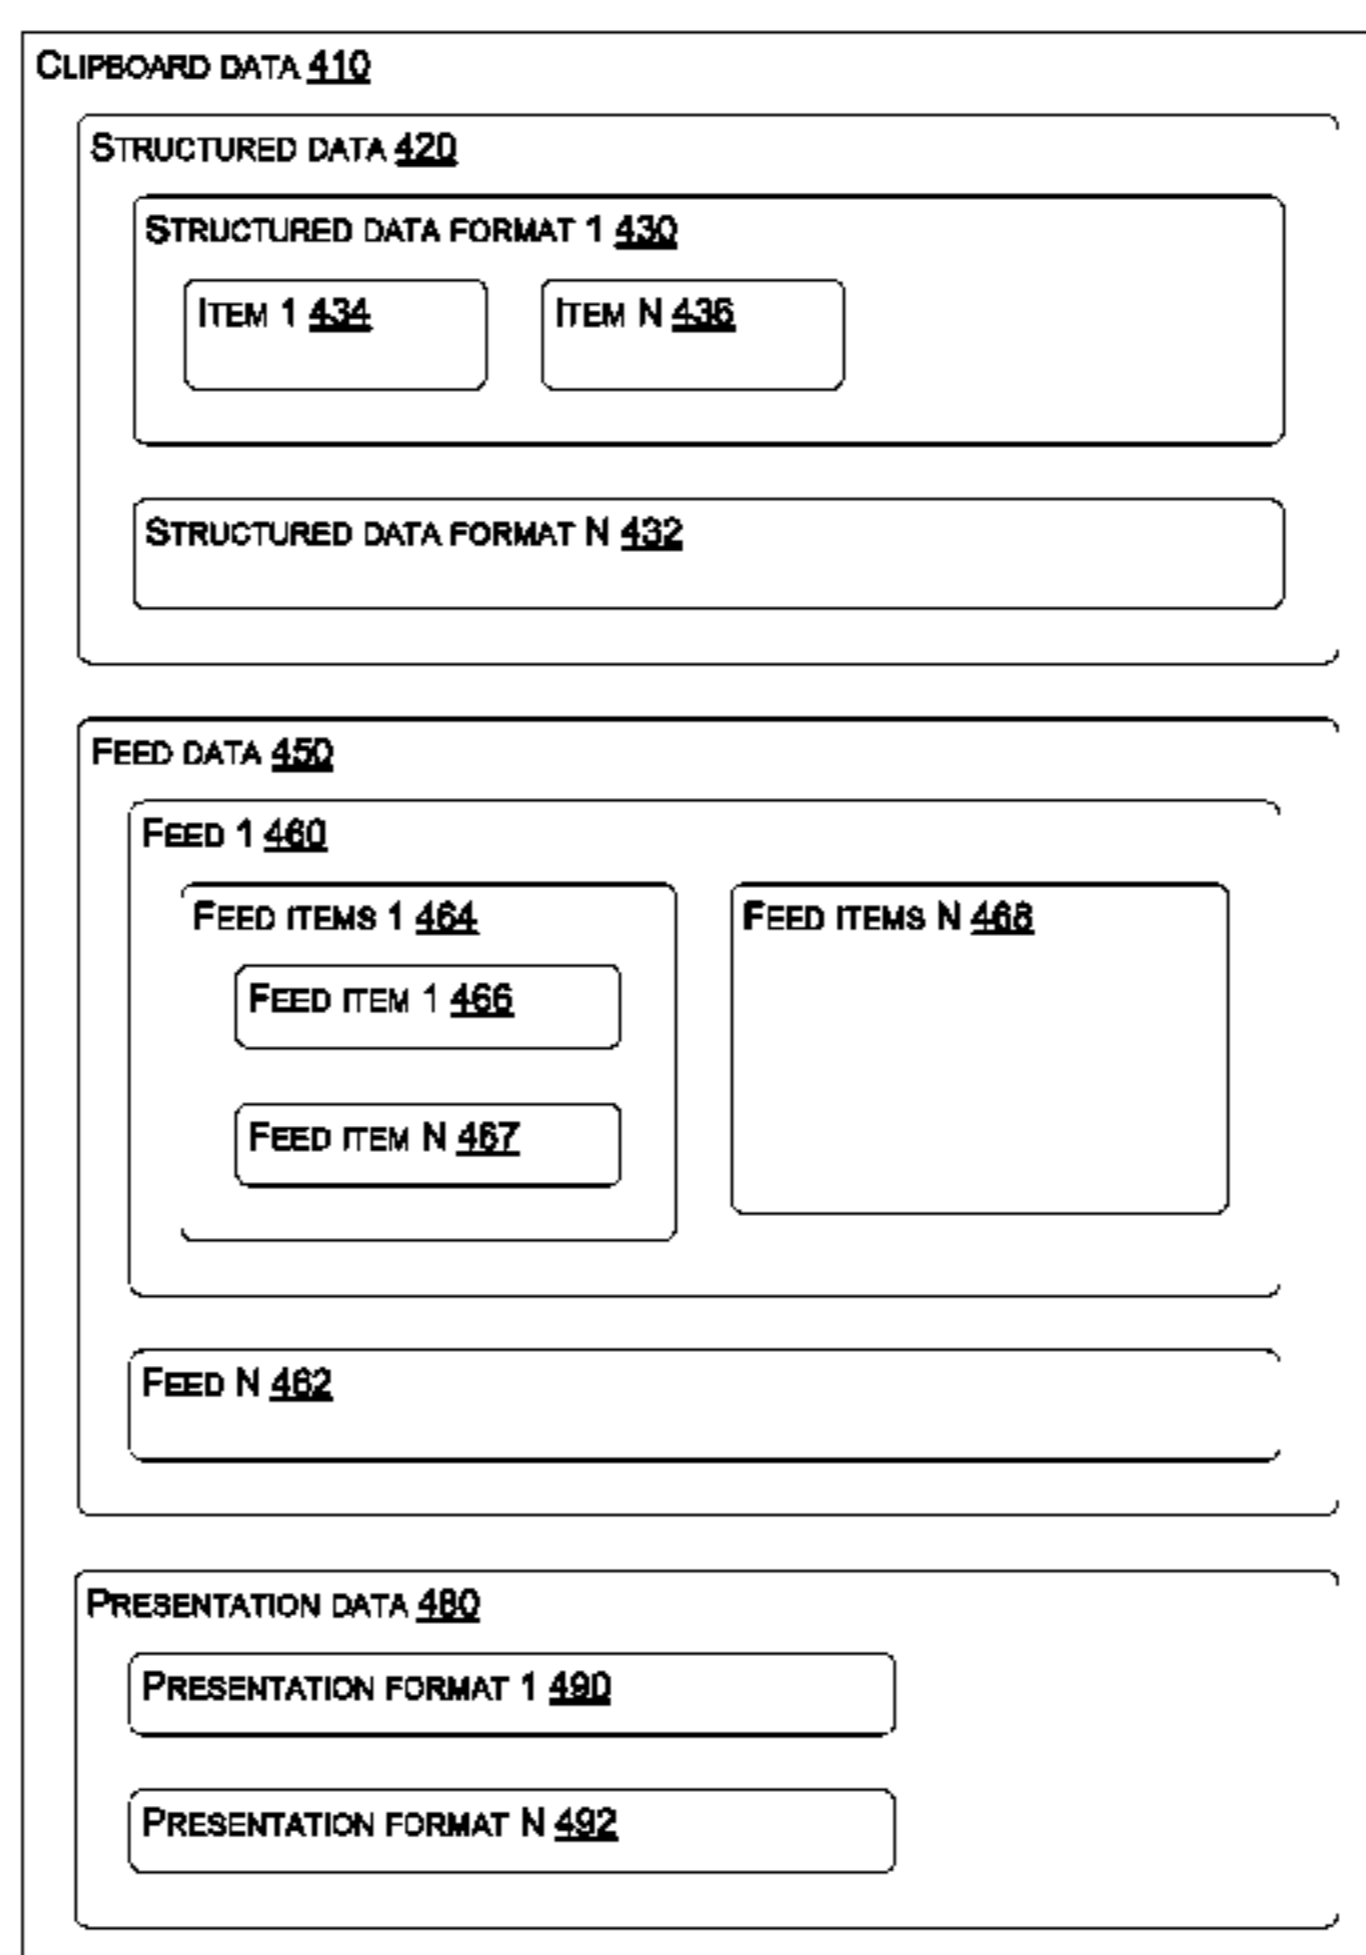 CLIPBOARD DATA 410
STRUCTURED DATA 420
STRUCTURED DATA FORMAT 1 430
ITEM 1 434 ITEM N 436
STRUCTURED DATA FORMAT N 432
FEED DATA 450
FEED 1 460
FEED ITEMS 1 464 FEED ITEMS N 468
FEED ITEM 1 466
FEED ITEM N 467
FEED N 462
PRESENTATION DATA 480
PRESENTATION FORMAT 1 490
PRESENTATION FORMAT N 492